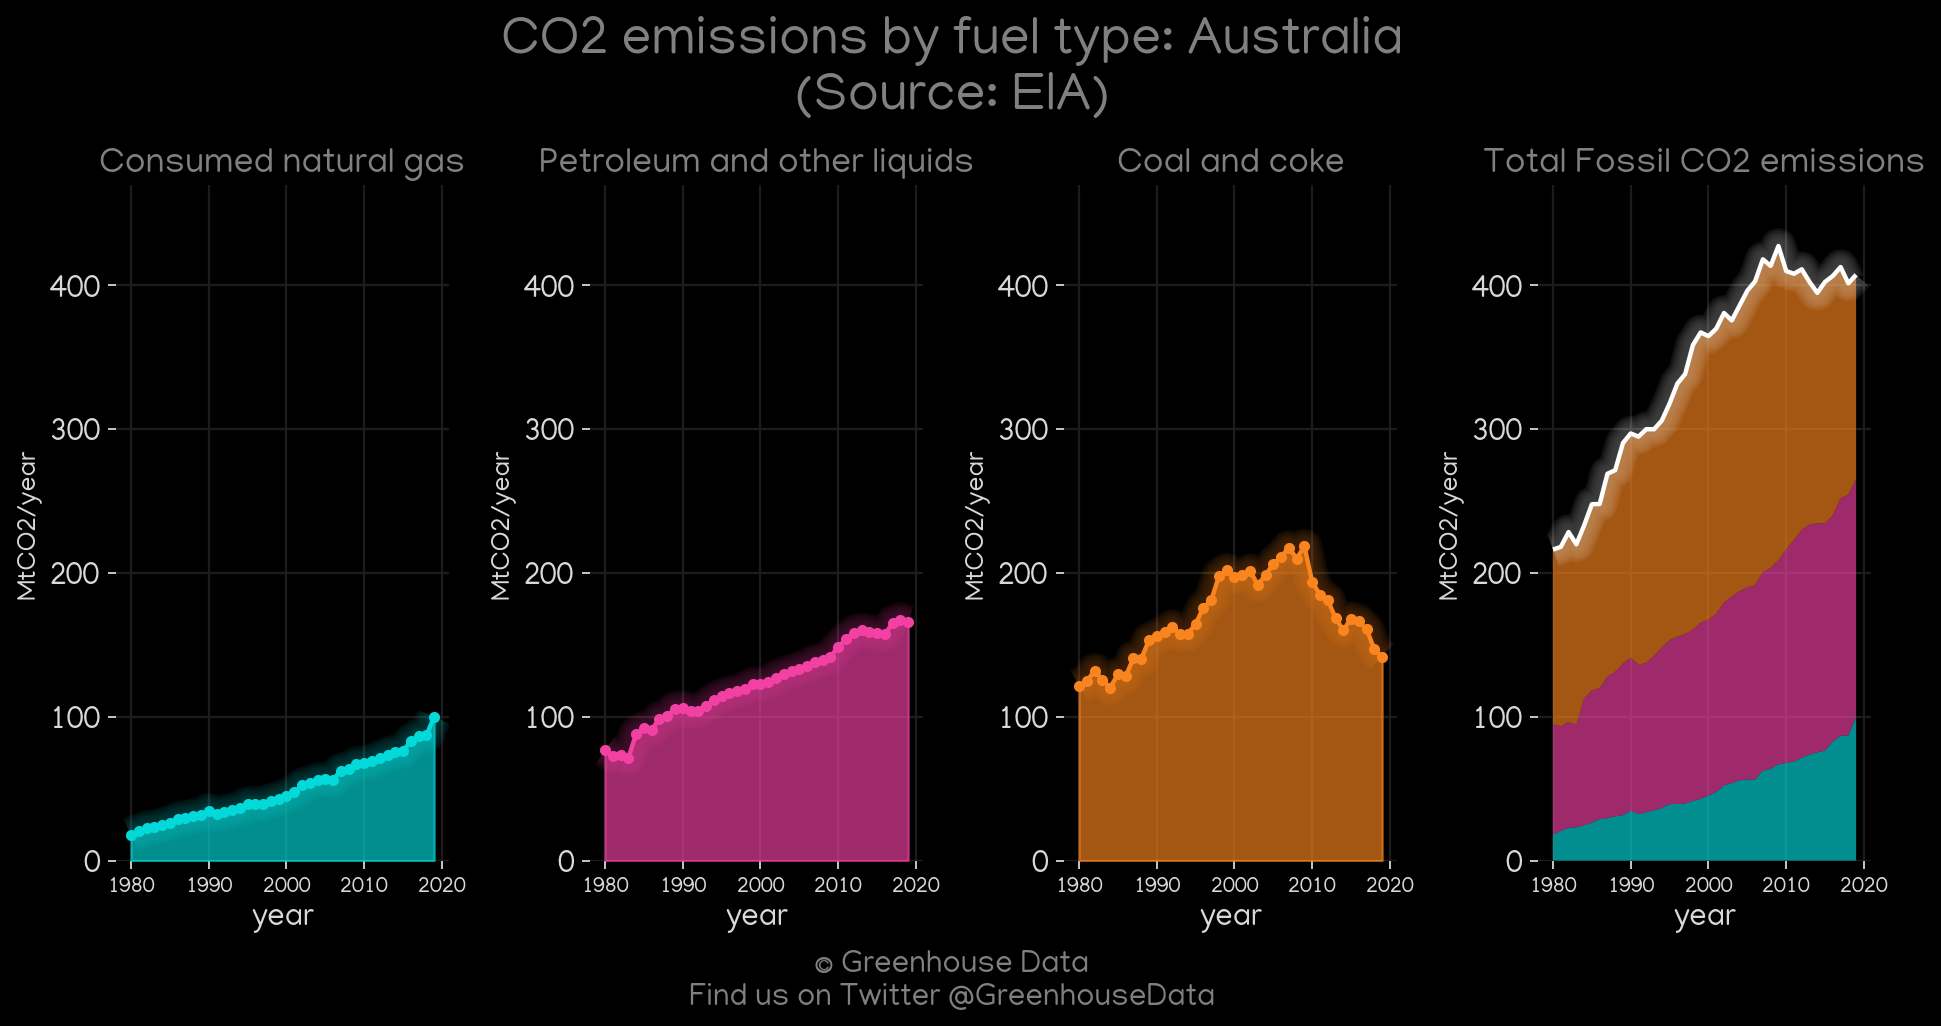 CO2 emissions by fuel type: Australia
(Source: EIA)
Consumed natural gas
Petroleum and other liquids
Coal and coke
Total Fossil CO2 emissions
MtCO2/year
400
300
200
100
0
1980 1990 2000 2010 2020
year
MtCO2/year
400
300
200
100
0
1980 1990 2000 2010 2020
year
MtCO2/year
400
300
200
100
0
1980 1990 2000 2010 2020
year
MtCO2/year
400
300
200
100
0
1980 1990 2000 2010 2020
year
© Greenhouse Data
Find us on Twitter @GreenhouseData